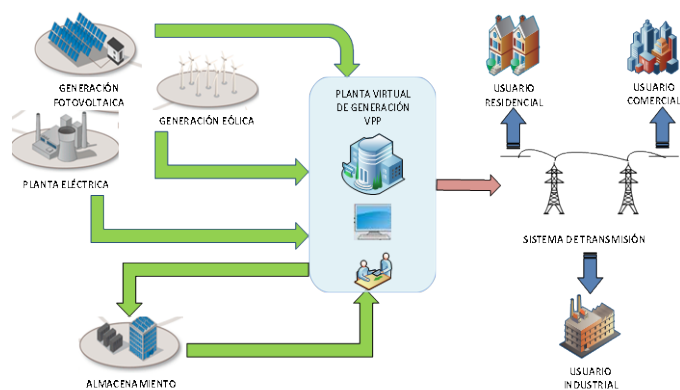 GENERACIÓN
FOTOVOLTAICA
GENERACIÓN EÓLICA
PLANTA ELÉCTRICA
ALMACENAMIENTO
PLANTA VIRTUAL
DE GENERACIÓN
VPP
USUARIO
RESIDENCIAL
USUARIO
COMERCIAL
SISTEMA DE TRANSMISIÓN
USUARIO
INDUSTRIAL